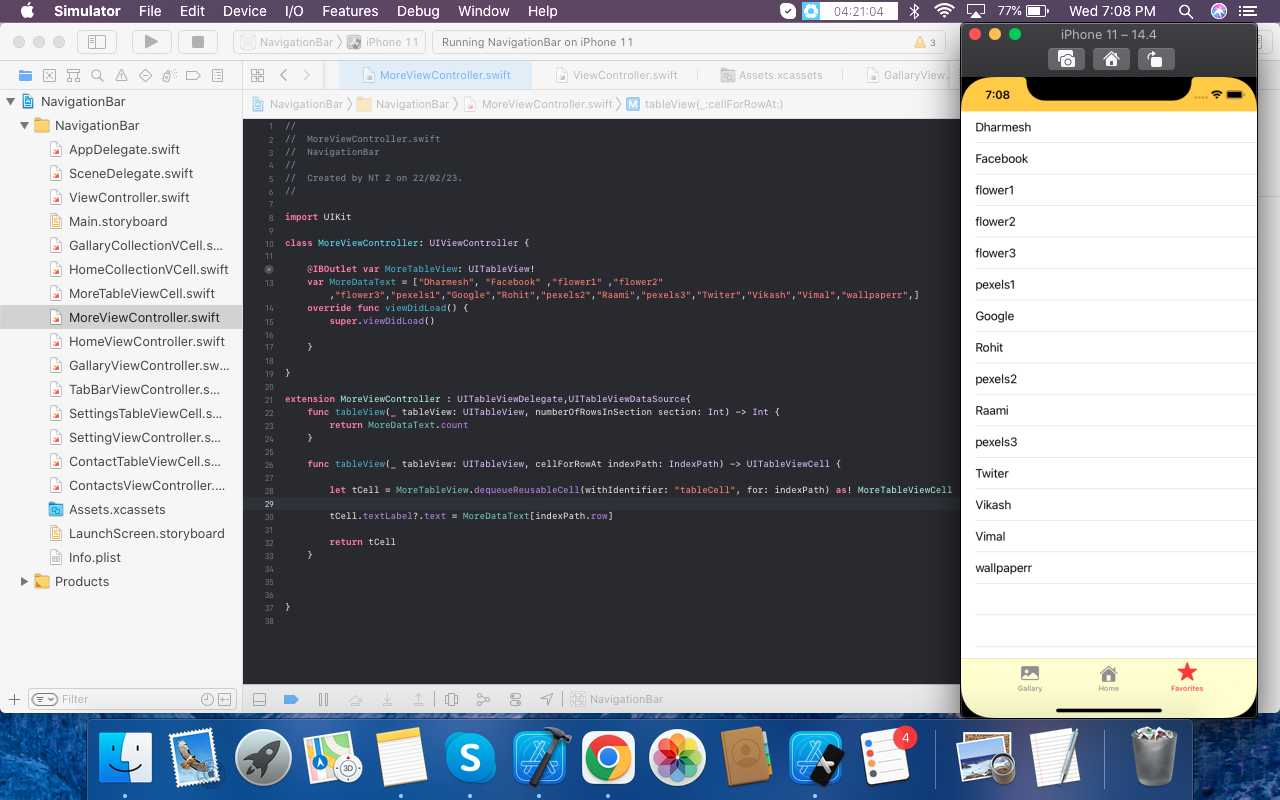 Simulator File Edit Device I/O Features Debug Window Help 04:21:04 77% Wed 7:08 PM
NavigationBar iPhone 11 Running NavigationBar on iPhone 11 3
MoreViewController.swift ViewController.swift Assets.xcassets GallaryView...
NavigationBar NavigationBar MoreViewController.swift M tableView(_:cellForRowAt:)
NavigationBar
NavigationBar
AppDelegate.swift
SceneDelegate.swift
ViewController.swift
Main.storyboard
GallaryCollectionVCell.s...
HomeCollectionVCell.swift
MoreTableViewCell.swift
MoreViewController.swift
HomeViewController.swift
GallaryViewController.sw...
TabBarViewController.s...
SettingsTableViewCell.s...
SettingViewController.s...
ContactTableViewCell.s...
ContactsViewController....
Assets.xcassets
LaunchScreen.storyboard
Info.plist
Products
Filter
1 //
2 //  MoreViewController.swift
3 //  NavigationBar
4 //
5 //  Created by NT 2 on 22/02/23.
6 //
7
8 import UIKit
9
10 class MoreViewController: UIViewController {
11
@IBOutlet var MoreTableView: UITableView!
13 var MoreDataText = ["Dharmesh", "Facebook" ,"flower1" ,"flower2"
,"flower3","pexels1","Google","Rohit","pexels2","Raami","pexels3","Twiter","Vikash","Vimal","wallpaperr",]
14 override func viewDidLoad() {
15 super.viewDidLoad()
16
17 }
18
19 }
20
21 extension MoreViewController : UITableViewDelegate,UITableViewDataSource{
22 func tableView(_ tableView: UITableView, numberOfRowsInSection section: Int) -> Int {
23 return MoreDataText.count
24 }
25
26 func tableView(_ tableView: UITableView, cellForRowAt indexPath: IndexPath) -> UITableViewCell {
27
28 let tCell = MoreTableView.dequeueReusableCell(withIdentifier: "tableCell", for: indexPath) as! MoreTableViewCell
29
30 tCell.textLabel?.text = MoreDataText[indexPath.row]
31
32 return tCell
33 }
34
35
36
37 }
38
NavigationBar
iPhone 11 – 14.4
7:08
Dharmesh
Facebook
flower1
flower2
flower3
pexels1
Google
Rohit
pexels2
Raami
pexels3
Twiter
Vikash
Vimal
wallpaperr
Gallary Home Favorites
3D
4